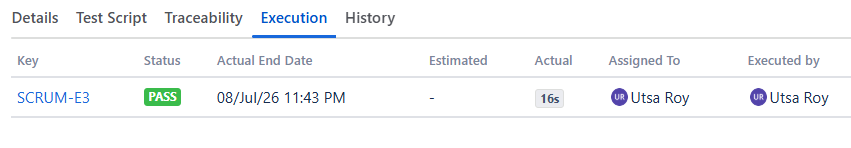 Details Test Script Traceability Execution History
Key Status Actual End Date Estimated Actual Assigned To Executed by
SCRUM-E3 PASS 08/Jul/26 11:43 PM - 16s UR Utsa Roy UR Utsa Roy